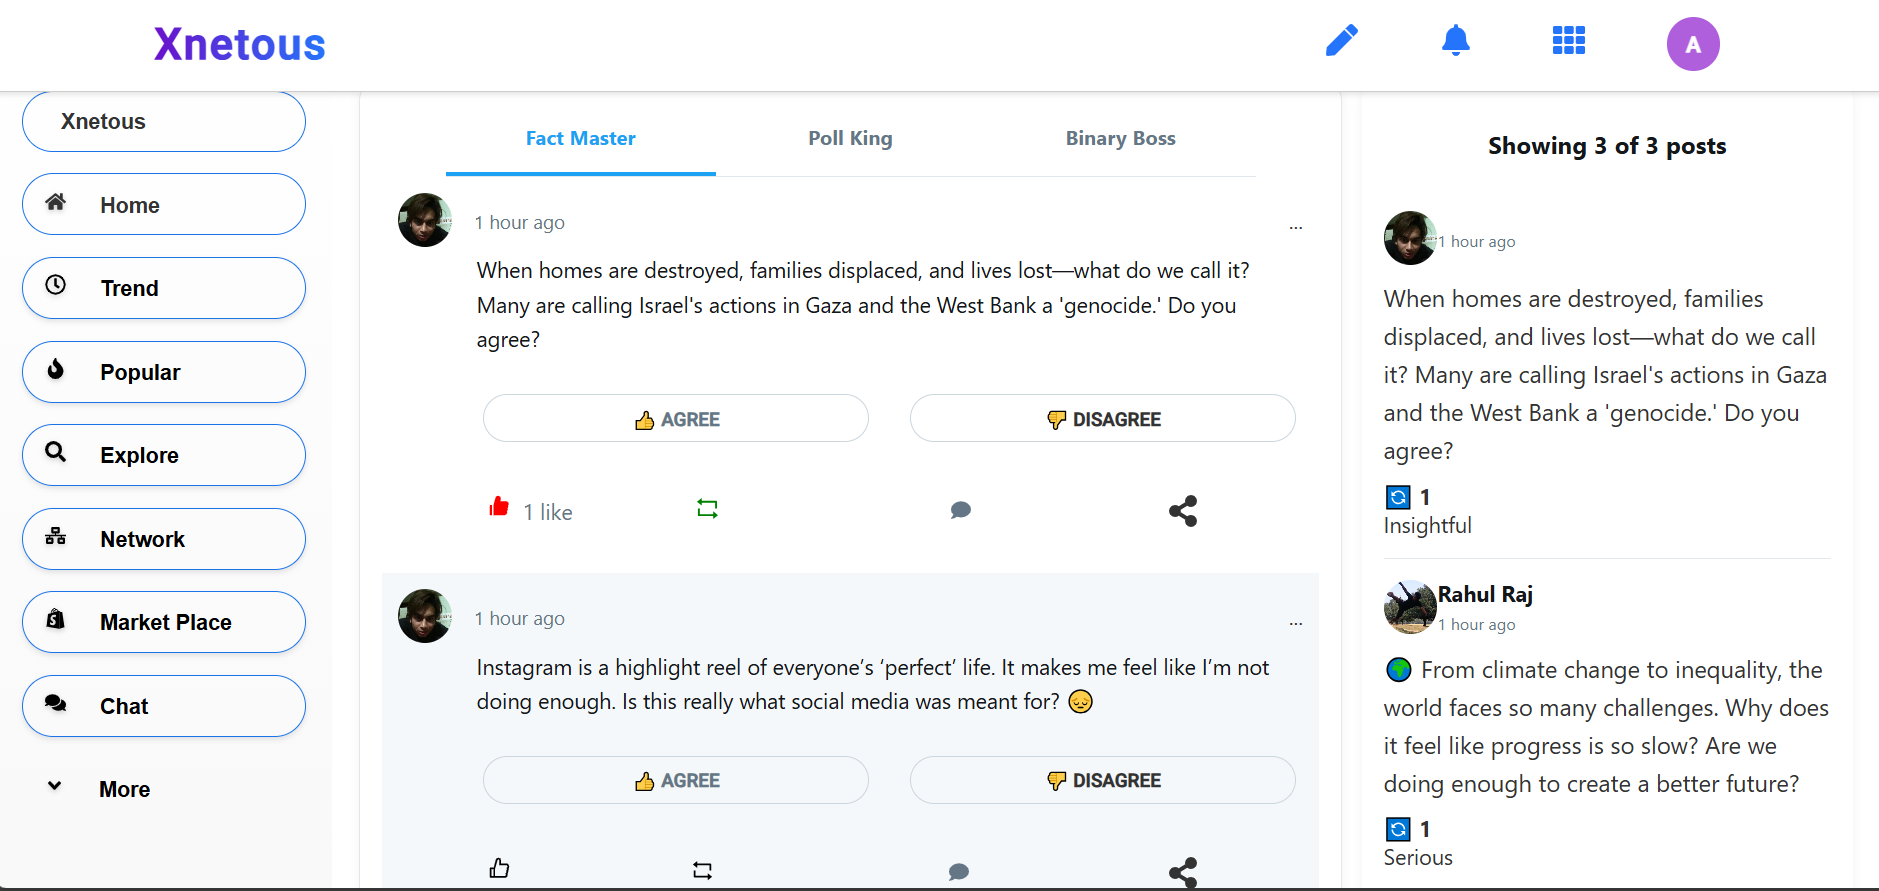 Xnetous
A
Xnetous
Home
Trend
Popular
Explore
Network
Market Place
Chat
More
Fact Master
Poll King
Binary Boss
1 hour ago
...
When homes are destroyed, families displaced, and lives lost—what do we call it?
Many are calling Israel's actions in Gaza and the West Bank a 'genocide.' Do you
agree?
👍 AGREE
👎 DISAGREE
1 like
1 hour ago
...
Instagram is a highlight reel of everyone’s ‘perfect’ life. It makes me feel like I’m not
doing enough. Is this really what social media was meant for? 😔
👍 AGREE
👎 DISAGREE
Showing 3 of 3 posts
1 hour ago
When homes are destroyed, families
displaced, and lives lost—what do we call
it? Many are calling Israel's actions in Gaza
and the West Bank a 'genocide.' Do you
agree?
🔄 1
Insightful
Rahul Raj
1 hour ago
🌍 From climate change to inequality, the
world faces so many challenges. Why does
it feel like progress is so slow? Are we
doing enough to create a better future?
🔄 1
Serious